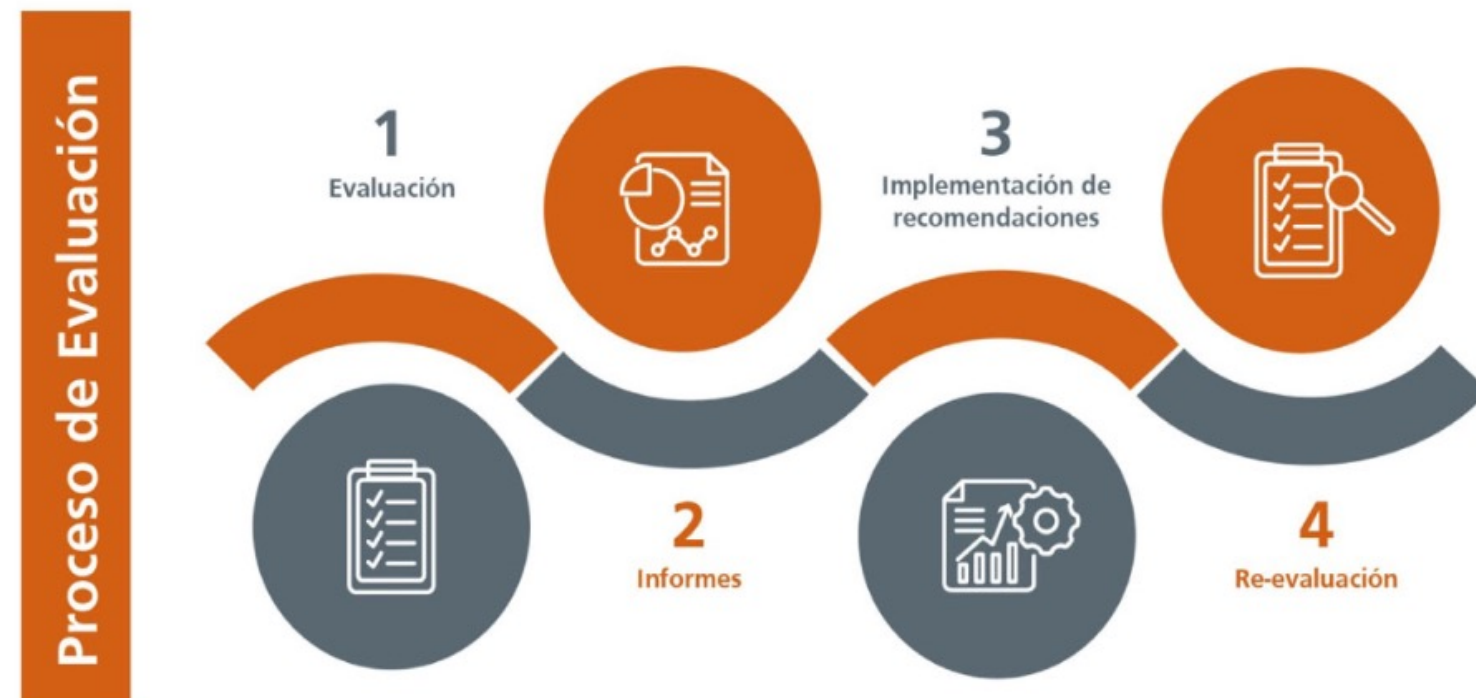 Proceso de Evaluación
1
Evaluación
2
Informes
3
Implementación de
recomendaciones
4
Re-evaluación